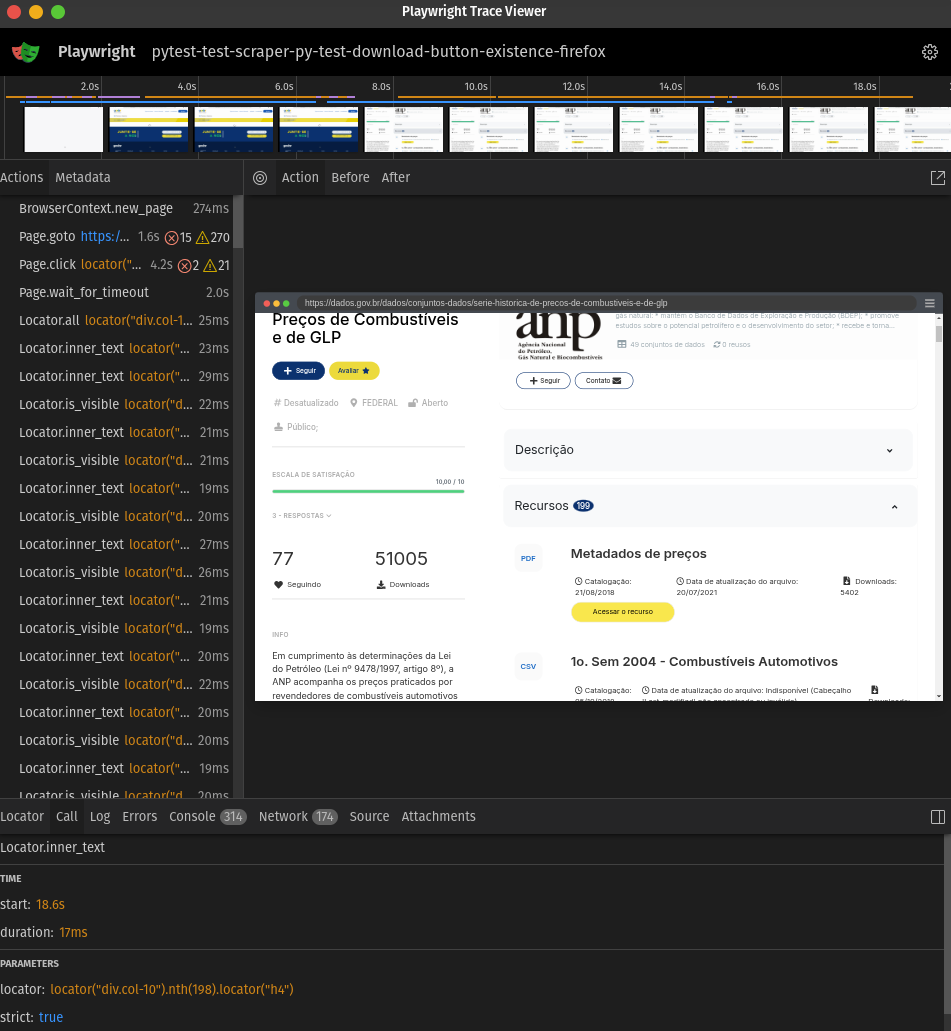 Playwright Trace Viewer
Playwright pytest-test-scraper-py-test-download-button-existence-firefox
2.0s 4.0s 6.0s 8.0s 10.0s 12.0s 14.0s 16.0s 18.0s
Actions Metadata
Action Before After
BrowserContext.new_page 274ms
Page.goto https:/... 1.6s 15 270
Page.click locator("... 4.2s 2 21
Page.wait_for_timeout 2.0s
Locator.all locator("div.col-1... 25ms
Locator.inner_text locator("... 23ms
Locator.inner_text locator("... 29ms
Locator.is_visible locator("d... 22ms
Locator.inner_text locator("... 21ms
Locator.is_visible locator("d... 21ms
Locator.inner_text locator("... 19ms
Locator.is_visible locator("d... 20ms
Locator.inner_text locator("... 27ms
Locator.is_visible locator("d... 26ms
Locator.inner_text locator("... 21ms
Locator.is_visible locator("d... 19ms
Locator.inner_text locator("... 20ms
Locator.is_visible locator("d... 22ms
Locator.inner_text locator("... 20ms
Locator.is_visible locator("d... 20ms
Locator.inner_text locator("... 19ms
Locator.is_visible locator("d... 20ms
https://dados.gov.br/dados/conjuntos-dados/serie-historica-de-precos-de-combustiveis-e-de-glp
Preços de Combustíveis
e de GLP
Seguir Avaliar
# Desatualizado FEDERAL Aberto
Público;
ESCALA DE SATISFAÇÃO
10,00 / 10
3 - RESPOSTAS
77 51005
Seguindo Downloads
INFO
Em cumprimento às determinações da Lei
do Petróleo (Lei nº 9478/1997, artigo 8º), a
ANP acompanha os preços praticados por
revendedores de combustíveis automotivos
anp
Agência Nacional
do Petróleo,
Gás Natural e Biocombustíveis
gás natural. * mantém o Banco de Dados de Exploração e Produção (BDEP); * promove
estudos sobre o potencial petrolífero e o desenvolvimento do setor; * recebe e torna...
49 conjuntos de dados 0 reusos
Seguir Contato
Descrição
Recursos 199
PDF Metadados de preços
Catalogação: Data de atualização do arquivo: Downloads:
21/08/2018 20/07/2021 5402
Acessar o recurso
CSV 1o. Sem 2004 - Combustíveis Automotivos
Catalogação: Data de atualização do arquivo: Indisponível (Cabeçalho
Locator Call Log Errors Console 314 Network 174 Source Attachments
Locator.inner_text
TIME
start: 18.6s
duration: 17ms
PARAMETERS
locator: locator("div.col-10").nth(198).locator("h4")
strict: true